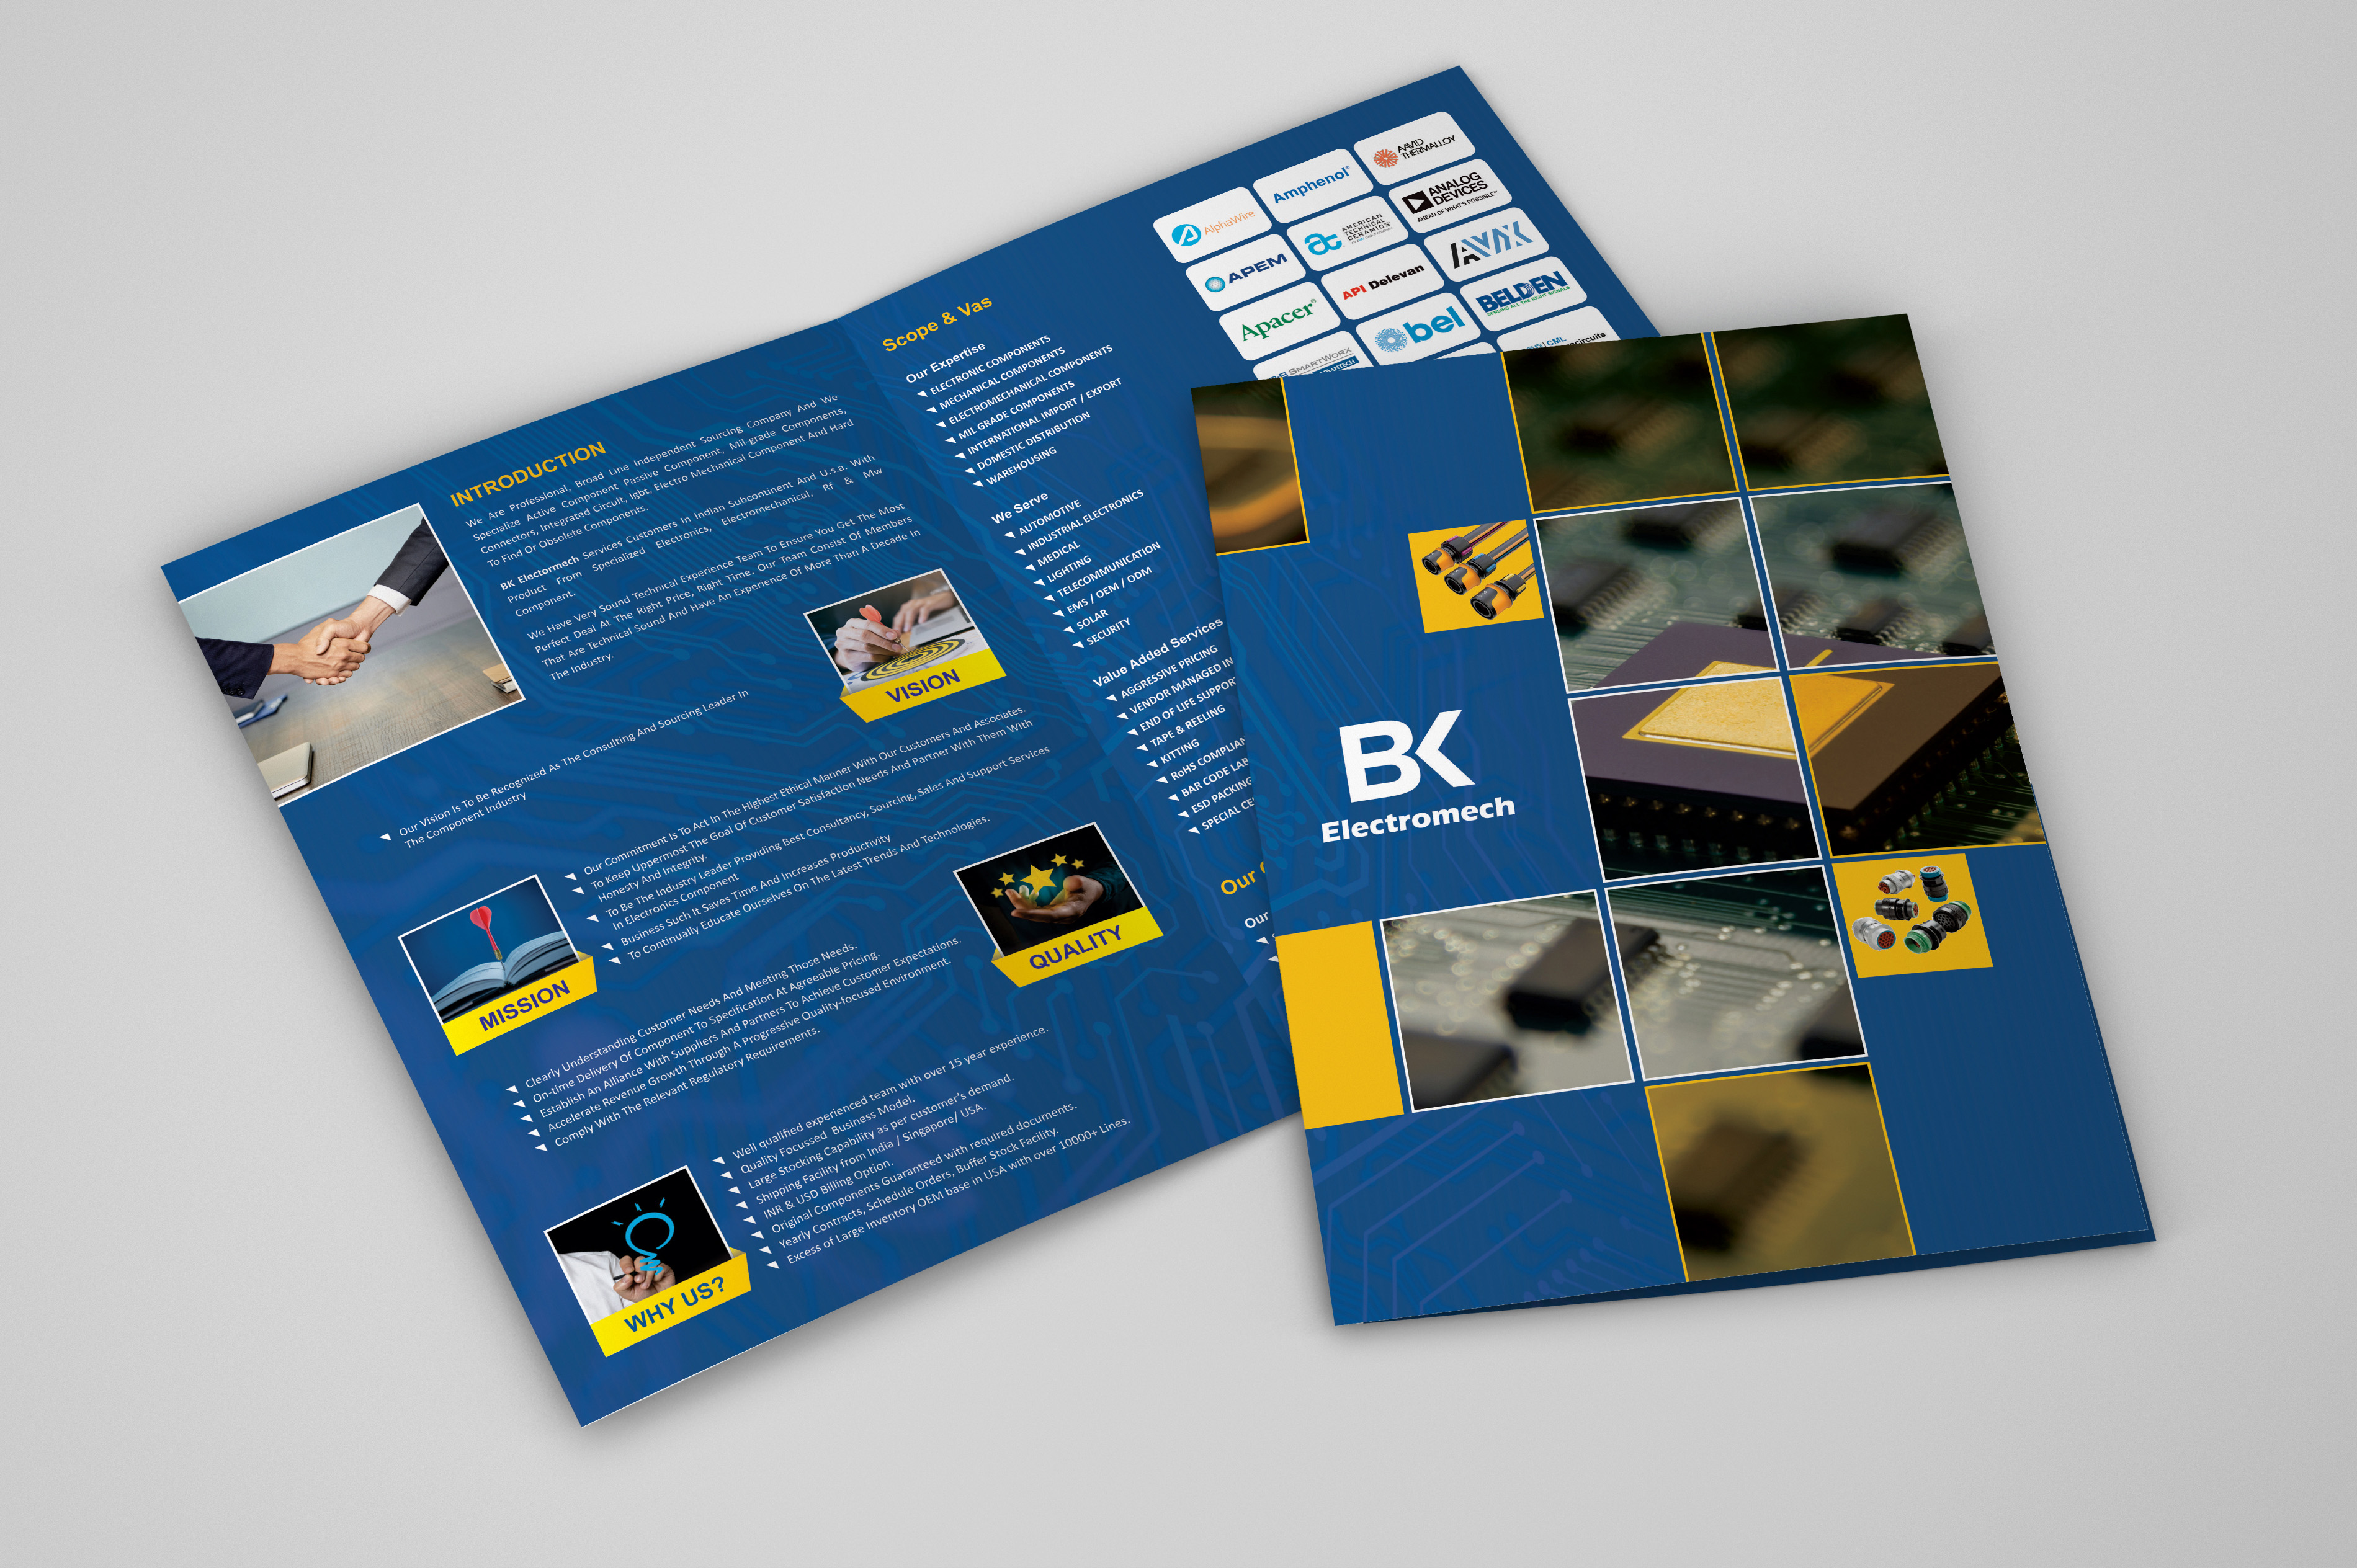 INTRODUCTION
We Are Professional, Broad Line Independent Sourcing Company And We
Specialize Active Component Passive Component, Mil-grade Components,
Connectors, Integrated Circuit, Igbt, Electro Mechanical Component And Hard
To Find Or Obsolete Components.
BK Electormech Services Customers In Indian Subcontinent And U.s.a. With
Product From Specialized Electronics, Electromechanical, Rf & Mw
Component.
We Have Very Sound Technical Experience Team To Ensure You Get The Most
Perfect Deal At The Right Price, Right Time. Our Team Consist Of Members
That Are Technical Sound And Have An Experience Of More Than A Decade In
The Industry.
VISION
Our Vision Is To Be Recognized As The Consulting And Sourcing Leader In
The Component Industry
MISSION
Our Commitment Is To Act In The Highest Ethical Manner With Our Customers And Associates.
To Keep Uppermost The Goal Of Customer Satisfaction Needs And Partner With Them With
Honesty And Integrity.
To Be The Industry Leader Providing Best Consultancy, Sourcing, Sales And Support Services
In Electronics Component
Business Such It Saves Time And Increases Productivity
To Continually Educate Ourselves On The Latest Trends And Technologies.
QUALITY
Clearly Understanding Customer Needs And Meeting Those Needs.
On-time Delivery Of Component To Specification At Agreeable Pricing.
Establish An Alliance With Suppliers And Partners To Achieve Customer Expectations.
Accelerate Revenue Growth Through A Progressive Quality-focused Environment.
Comply With The Relevant Regulatory Requirements.
WHY US?
Well qualified experienced team with over 15 year experience.
Quality Focussed Business Model.
Large Stocking Capability as per customer's demand.
Shipping Facility from India / Singapore/ USA.
INR & USD Billing Option.
Original Components Guaranteed with required documents.
Yearly Contracts, Schedule Orders, Buffer Stock Facility.
Excess of Large Inventory OEM base in USA with over 10000+ Lines.
Scope & Vas
Our Expertise
ELECTRONIC COMPONENTS
MECHANICAL COMPONENTS
ELECTROMECHANICAL COMPONENTS
MIL GRADE COMPONENTS
INTERNATIONAL IMPORT / EXPORT
DOMESTIC DISTRIBUTION
WAREHOUSING
We Serve
AUTOMOTIVE
INDUSTRIAL ELECTRONICS
MEDICAL
LIGHTING
TELECOMMUNICATION
EMS / OEM / ODM
SOLAR
SECURITY
Value Added Services
AGGRESSIVE PRICING
VENDOR MANAGED IN
END OF LIFE SUPPORT
TAPE & REELING
KITTING
RoHS COMPLIAN
BAR CODE LAB
ESD PACKING
SPECIAL CE
Our
Our
AlphaWire
Amphenol®
AAVID
THERMALLOY
APEM
AMERICAN
TECHNICAL
CERAMICS
ANALOG
DEVICES
AHEAD OF WHAT'S POSSIBLE™
Apacer®
API Delevan
AVX
SMARTWORX
bel
BELDEN
SENDING ALL THE RIGHT SIGNALS
CML
BK
Electromech